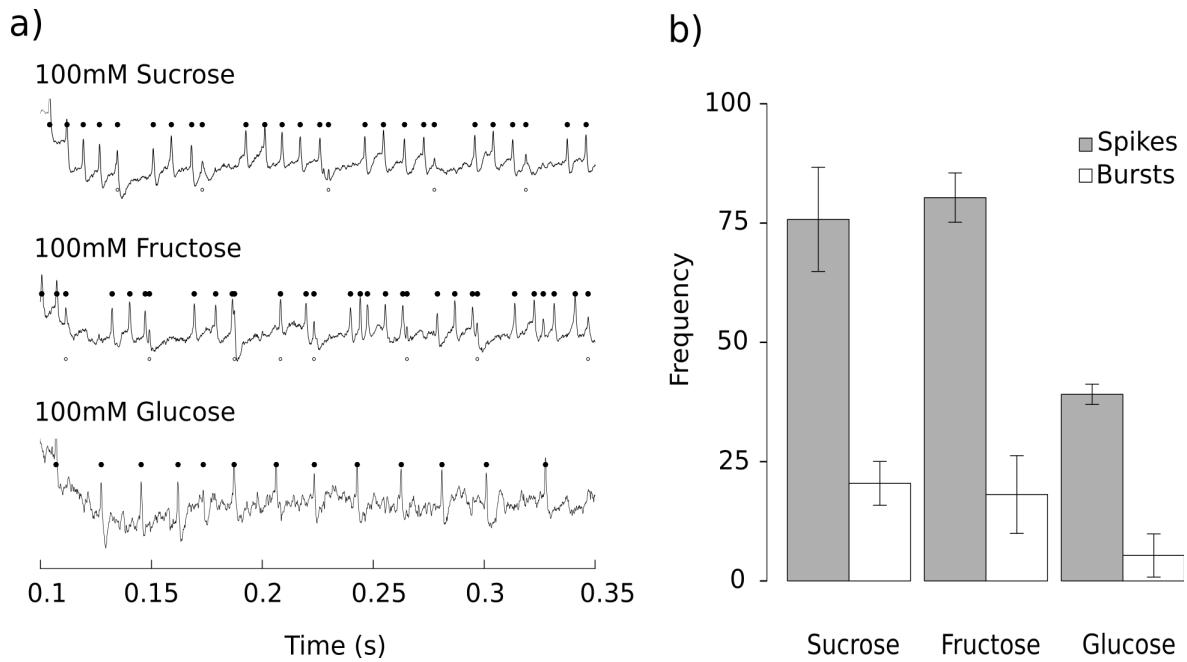 a)
100mM Sucrose
100mM Fructose
100mM Glucose
0.1 0.15 0.2 0.25 0.3 0.35
Time (s)
b)
100
75
50
25
0
Frequency
Spikes
Bursts
Sucrose Fructose Glucose